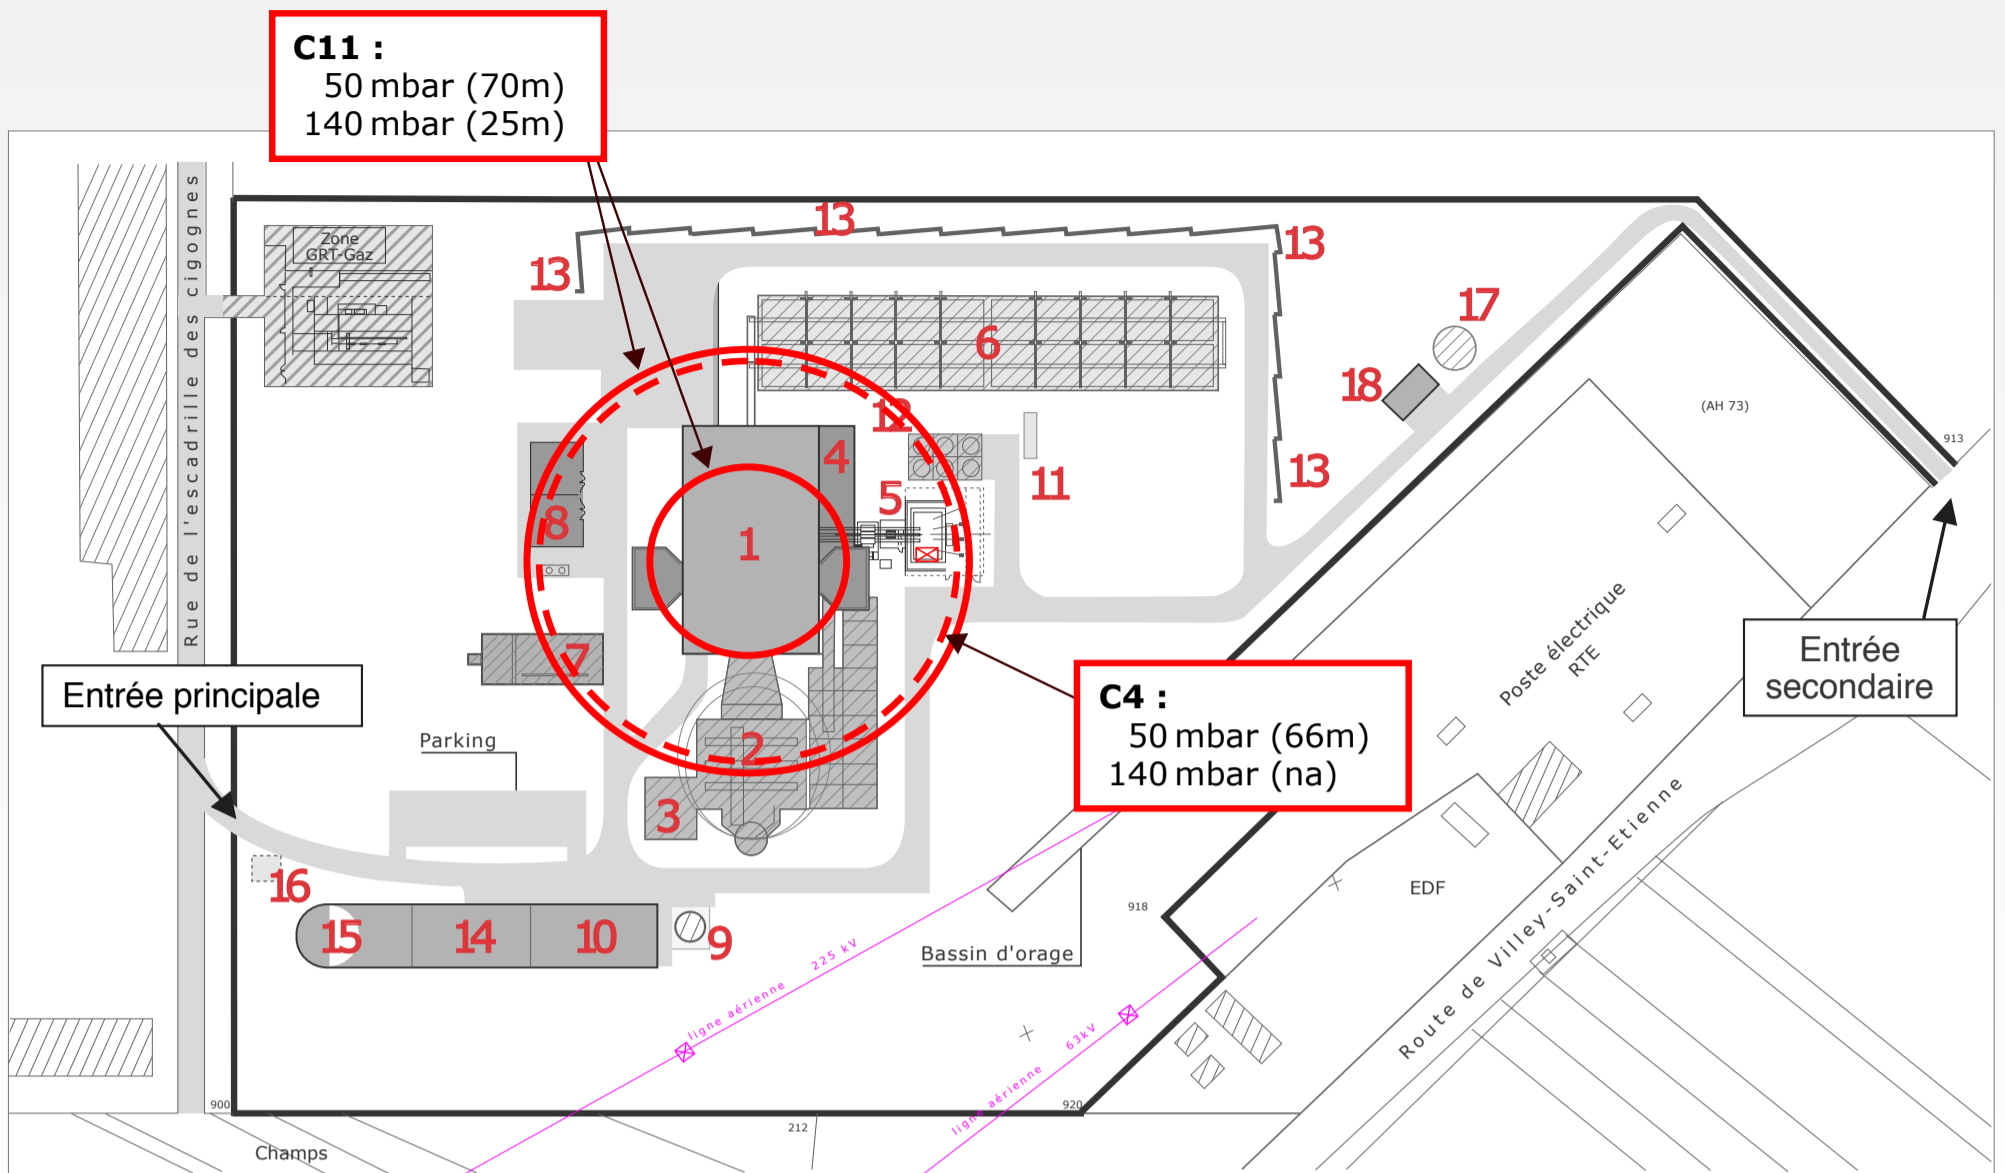 C11 :
50 mbar (70m)
140 mbar (25m)
Rue de l'escadrille des cigognes
Zone
GRT-Gaz
13
13
13
17
6
18
(AH 73)
12
913
4
13
11
5
8
1
Poste électrique
RTE
Entrée
secondaire
7
Entrée principale
C4 :
50 mbar (66m)
140 mbar (na)
Parking
2
3
16
EDF
918
15
14
10
9
Bassin d'orage
225 kV
ligne aérienne
Route de Villey-Saint-Etienne
63kV
ligne aérienne
900
920
212
Champs